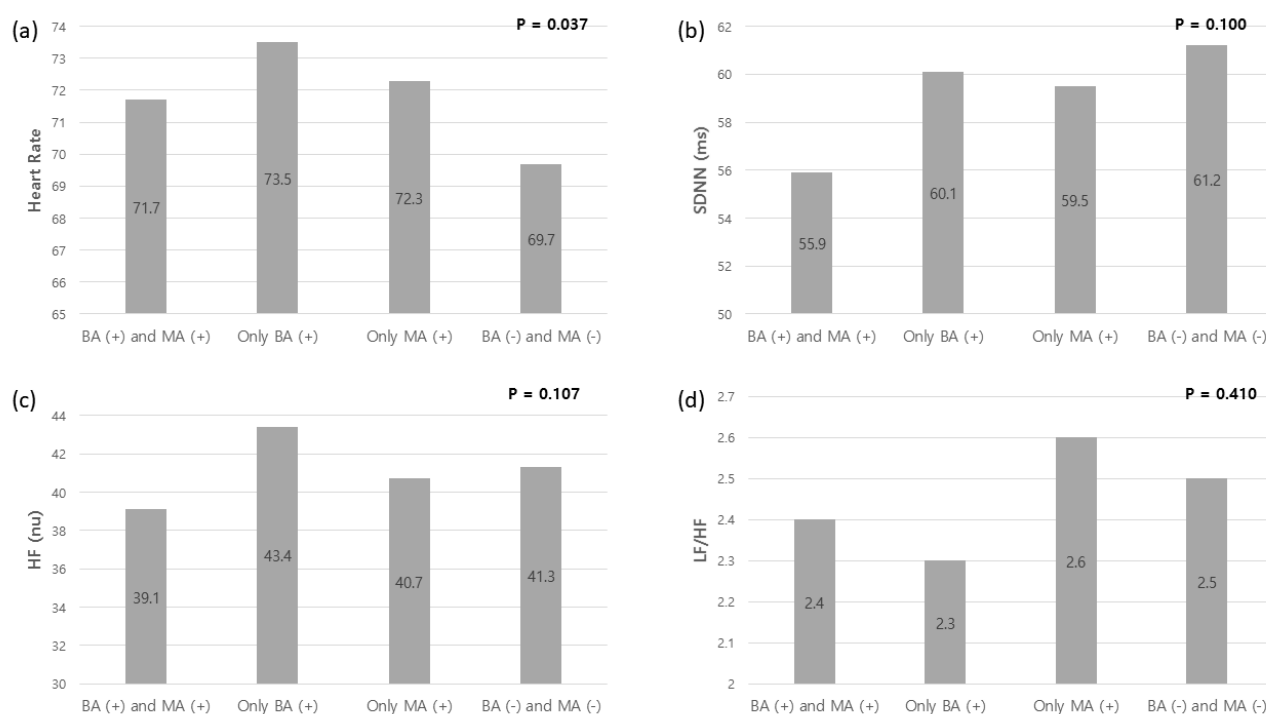 (a)
P = 0.037
Heart Rate
74
73
72
71
70
69
68
67
66
65
71.7
73.5
72.3
69.7
BA (+) and MA (+)
Only BA (+)
Only MA (+)
BA (-) and MA (-)
(b)
P = 0.100
SDNN (ms)
62
60
58
56
54
52
50
55.9
60.1
59.5
61.2
BA (+) and MA (+)
Only BA (+)
Only MA (+)
BA (-) and MA (-)
(c)
P = 0.107
HF (nu)
44
42
40
38
36
34
32
30
39.1
43.4
40.7
41.3
BA (+) and MA (+)
Only BA (+)
Only MA (+)
BA (-) and MA (-)
(d)
P = 0.410
LF/HF
2.7
2.6
2.5
2.4
2.3
2.2
2.1
2
2.4
2.3
2.6
2.5
BA (+) and MA (+)
Only BA (+)
Only MA (+)
BA (-) and MA (-)